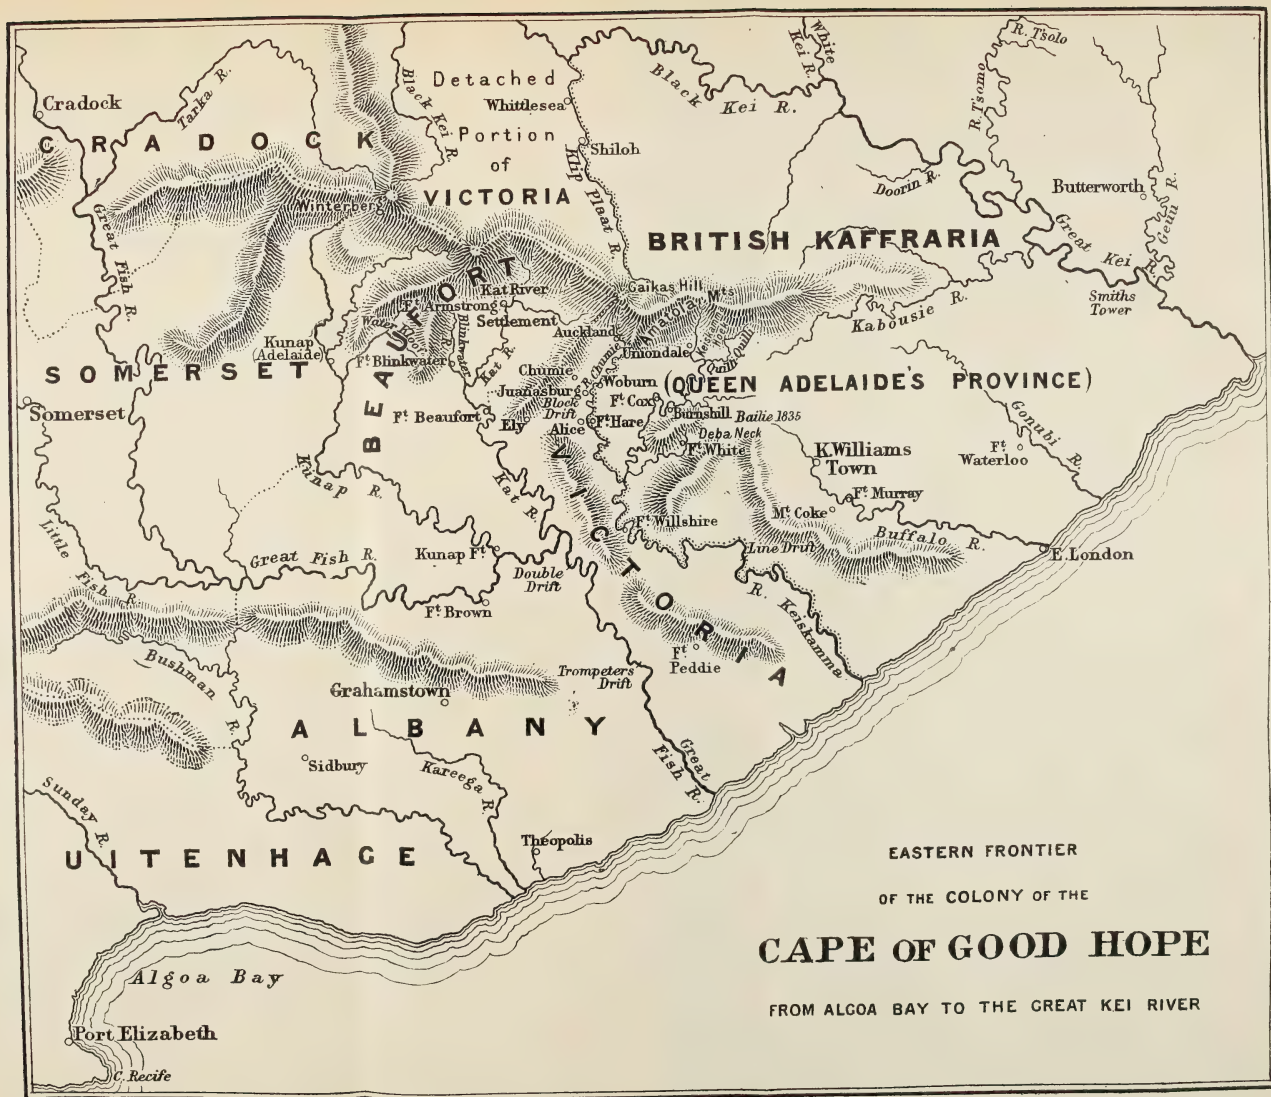 R. Tsolo
White
Kei R.
Detached
Black Kei R.
Black
Kei R.
R. Tsomo
Cradock
Tarka R.
Whittlesea
Portion
of
VICTORIA
CRADOCK
Shiloh
Klip Plaat R.
Doorin R.
Butterworth
Winterberg
Great Fish R.
BRITISH KAFFRARIA
Great Kei
R.
Smiths
Tower
Gaikas Hill
Amatola Mts
Kabousie R.
BEAUFORT
Kat River
Settlement
Ft Armstrong
Blinkwater
R.
Auckland
Kunap
(Adelaide)
Ft Blinkwater
Kat R.
R. Chumie
Uniondale
Quilli Quilli
SOMERSET
Chumie
Woburn
(QUEEN ADELAIDE'S PROVINCE)
Juanasburg
Ft Cox
Block
Drift
Somerset
Ft Beaufort
Ely
Alice
Ft Hare
Burnshill
Bailie 1835
Deba Neck
Ft White
Gonubi R.
Ft
Waterloo
K. Williams
Town
Kunap R.
Kat R.
Ft Murray
Mt Coke
Ft Willshire
VICTORIA
Line Drift
Buffalo R.
E. London
Little
Fish R.
Great Fish R.
Kunap Ft
Double
Drift
Ft Brown
R. Keiskamma
Ft
Peddie
Bushman
R.
Trompeters
Drift
Grahamstown
ALBANY
Great
Fish R.
Sidbury
Kareega R.
Sunday R.
Theopolis
UITENHAGE
Algoa Bay
Port Elizabeth
C. Recife
EASTERN FRONTIER
OF THE COLONY OF THE
CAPE OF GOOD HOPE
FROM ALGOA BAY TO THE GREAT KEI RIVER